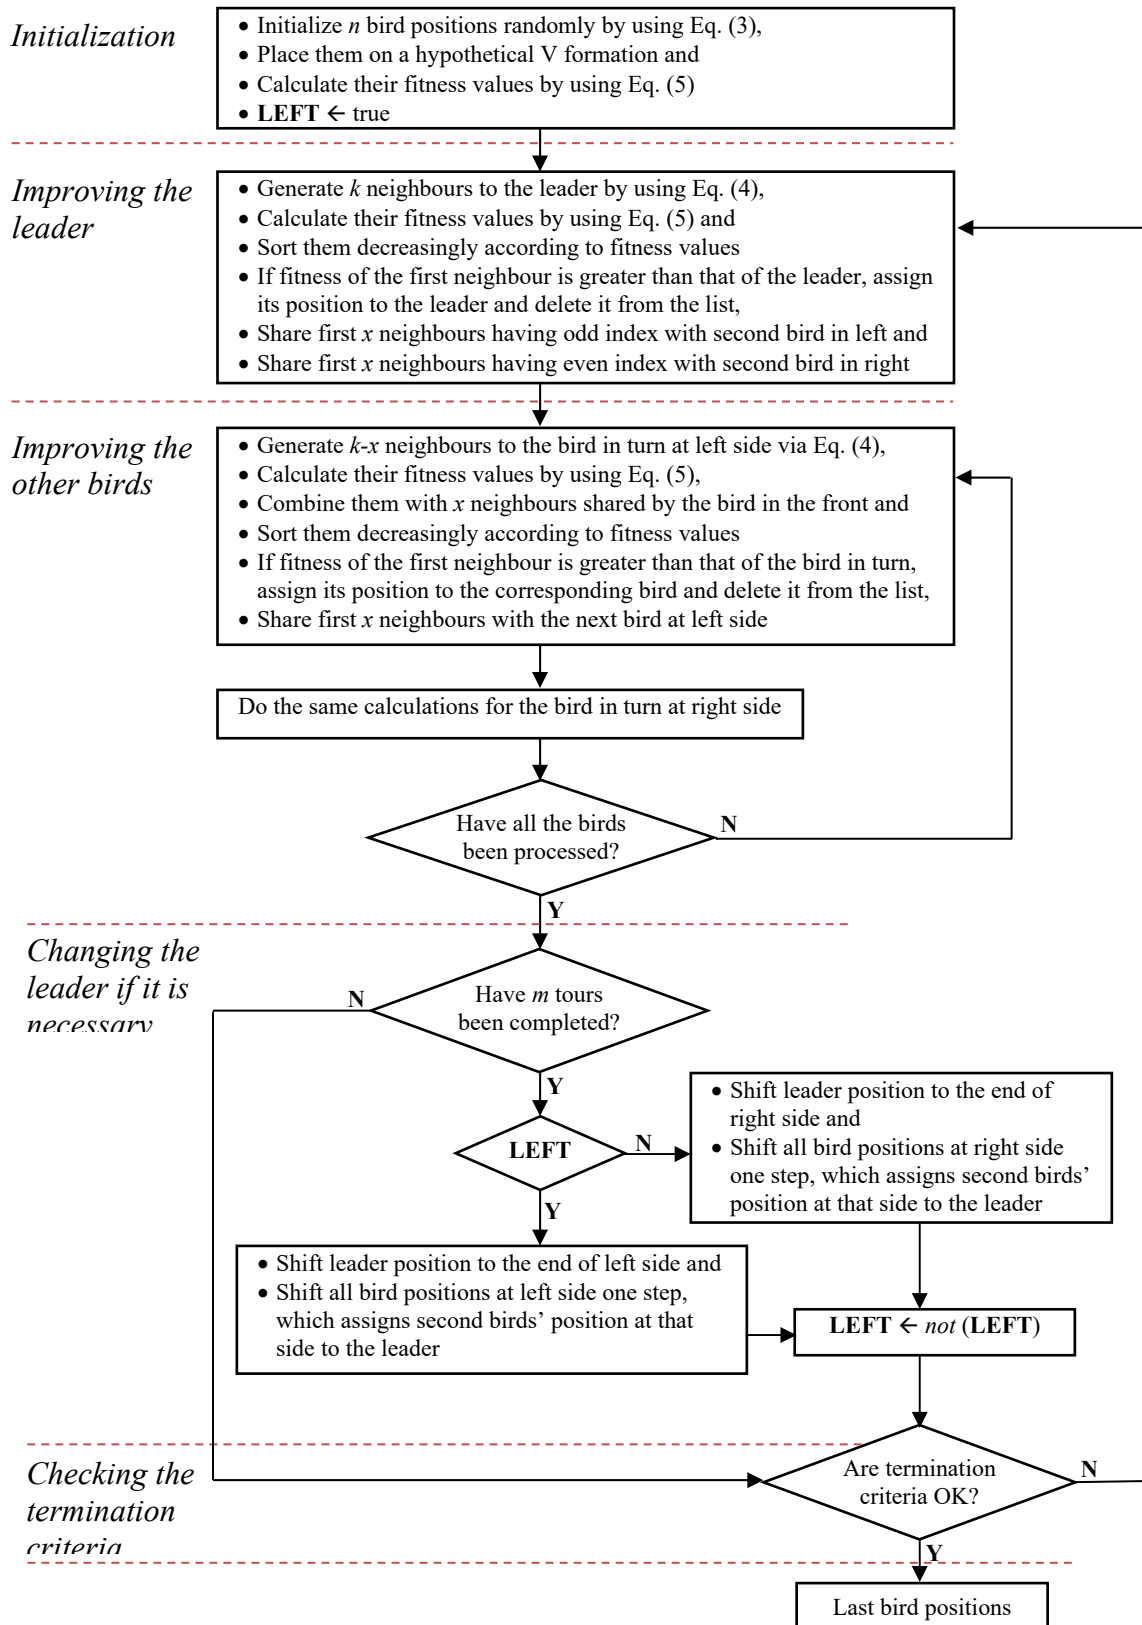 Initialization
• Initialize n bird positions randomly by using Eq. (3),
• Place them on a hypothetical V formation and
• Calculate their fitness values by using Eq. (5)
• LEFT ← true
Improving the
leader
• Generate k neighbours to the leader by using Eq. (4),
• Calculate their fitness values by using Eq. (5) and
• Sort them decreasingly according to fitness values
• If fitness of the first neighbour is greater than that of the leader, assign
its position to the leader and delete it from the list,
• Share first x neighbours having odd index with second bird in left and
• Share first x neighbours having even index with second bird in right
Improving the
other birds
• Generate k-x neighbours to the bird in turn at left side via Eq. (4),
• Calculate their fitness values by using Eq. (5),
• Combine them with x neighbours shared by the bird in the front and
• Sort them decreasingly according to fitness values
• If fitness of the first neighbour is greater than that of the bird in turn,
assign its position to the corresponding bird and delete it from the list,
• Share first x neighbours with the next bird at left side
Do the same calculations for the bird in turn at right side
Have all the birds
been processed?
N
Y
Changing the
leader if it is
necessary
Have m tours
been completed?
N
Y
LEFT
N
Y
• Shift leader position to the end of
right side and
• Shift all bird positions at right side
one step, which assigns second birds’
position at that side to the leader
• Shift leader position to the end of left side and
• Shift all bird positions at left side one step,
which assigns second birds’ position at that
side to the leader
LEFT ← not (LEFT)
Checking the
termination
criteria
Are termination
criteria OK?
N
Y
Last bird positions